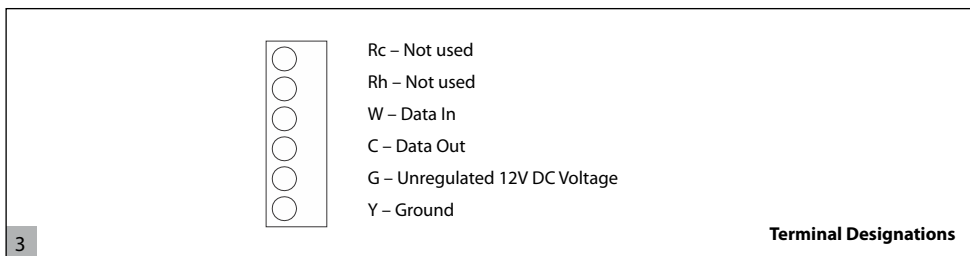 Rc – Not used
Rh – Not used
W – Data In
C – Data Out
G – Unregulated 12V DC Voltage
Y – Ground
3
Terminal Designations